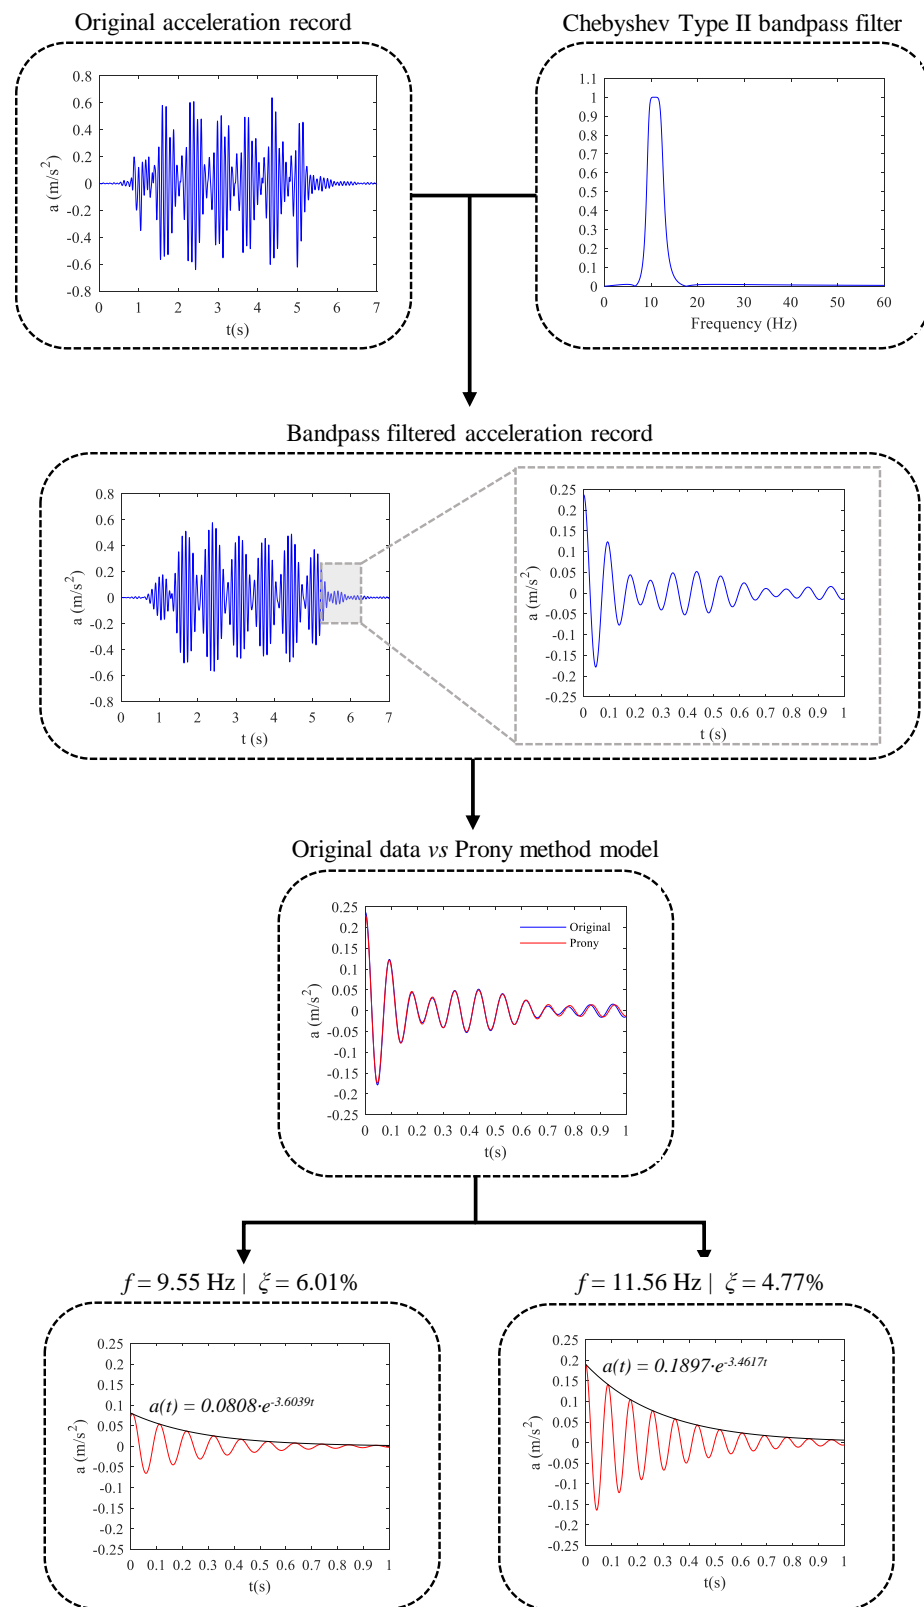 Original acceleration record
Chebyshev Type II bandpass filter
0.8
0.6
0.4
0.2
0
-0.2
-0.4
-0.6
-0.8
a (m/s²)
0 1 2 3 4 5 6 7
t(s)
1.1
1
0.9
0.8
0.7
0.6
0.5
0.4
0.3
0.2
0.1
0
0 10 20 30 40 50 60
Frequency (Hz)
Bandpass filtered acceleration record
0.8
0.6
0.4
0.2
0
-0.2
-0.4
-0.6
-0.8
a (m/s²)
0 1 2 3 4 5 6 7
t (s)
0.25
0.2
0.15
0.1
0.05
0
-0.05
-0.1
-0.15
-0.2
-0.25
a (m/s²)
0 0.1 0.2 0.3 0.4 0.5 0.6 0.7 0.8 0.9 1
t (s)
Original data vs Prony method model
0.25
0.2
0.15
0.1
0.05
0
-0.05
-0.1
-0.15
-0.2
-0.25
a (m/s²)
Original
Prony
0 0.1 0.2 0.3 0.4 0.5 0.6 0.7 0.8 0.9 1
t(s)
f = 9.55 Hz | ξ = 6.01%
f = 11.56 Hz | ξ = 4.77%
0.25
0.2
0.15
0.1
0.05
0
-0.05
-0.1
-0.15
-0.2
-0.25
a (m/s²)
a(t) = 0.0808·e^-3.6039t
0 0.1 0.2 0.3 0.4 0.5 0.6 0.7 0.8 0.9 1
t(s)
0.25
0.2
0.15
0.1
0.05
0
-0.05
-0.1
-0.15
-0.2
-0.25
a (m/s²)
a(t) = 0.1897·e^-3.4617t
0 0.1 0.2 0.3 0.4 0.5 0.6 0.7 0.8 0.9 1
t(s)